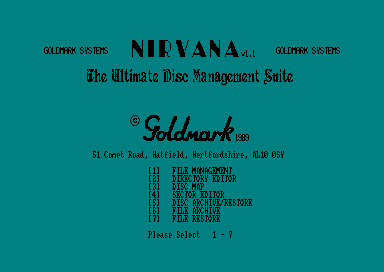 GOLDMARK SYSTEMS NIRVANA v1.1 GOLDMARK SYSTEMS
The Ultimate Disc Management Suite
© Goldmark 1989
51 Comet Road, Hatfield, Hertfordshire, AL10 0SY
[1] FILE MANAGEMENT
[2] DIRECTORY EDITOR
[3] DISC MAP
[4] SECTOR EDITOR
[5] DISC ARCHIVE/RESTORE
[6] FILE ARCHIVE
[7] FILE RESTORE
Please Select 1 - 7